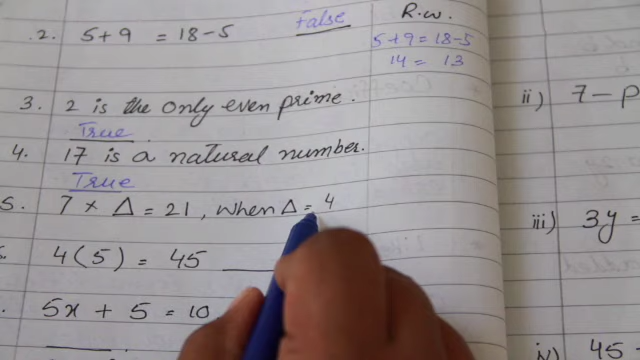 R.W.
2. 5+9 = 18-5 False
5+9 = 18-5
14 = 13
3. 2 is the only even prime.
True
4. 17 is a natural number.
True
5. 7 × Δ = 21, when Δ = 4
4(5) = 45
5x + 5 = 10
ii) 7 - P
iii) 3y =
iv) 45